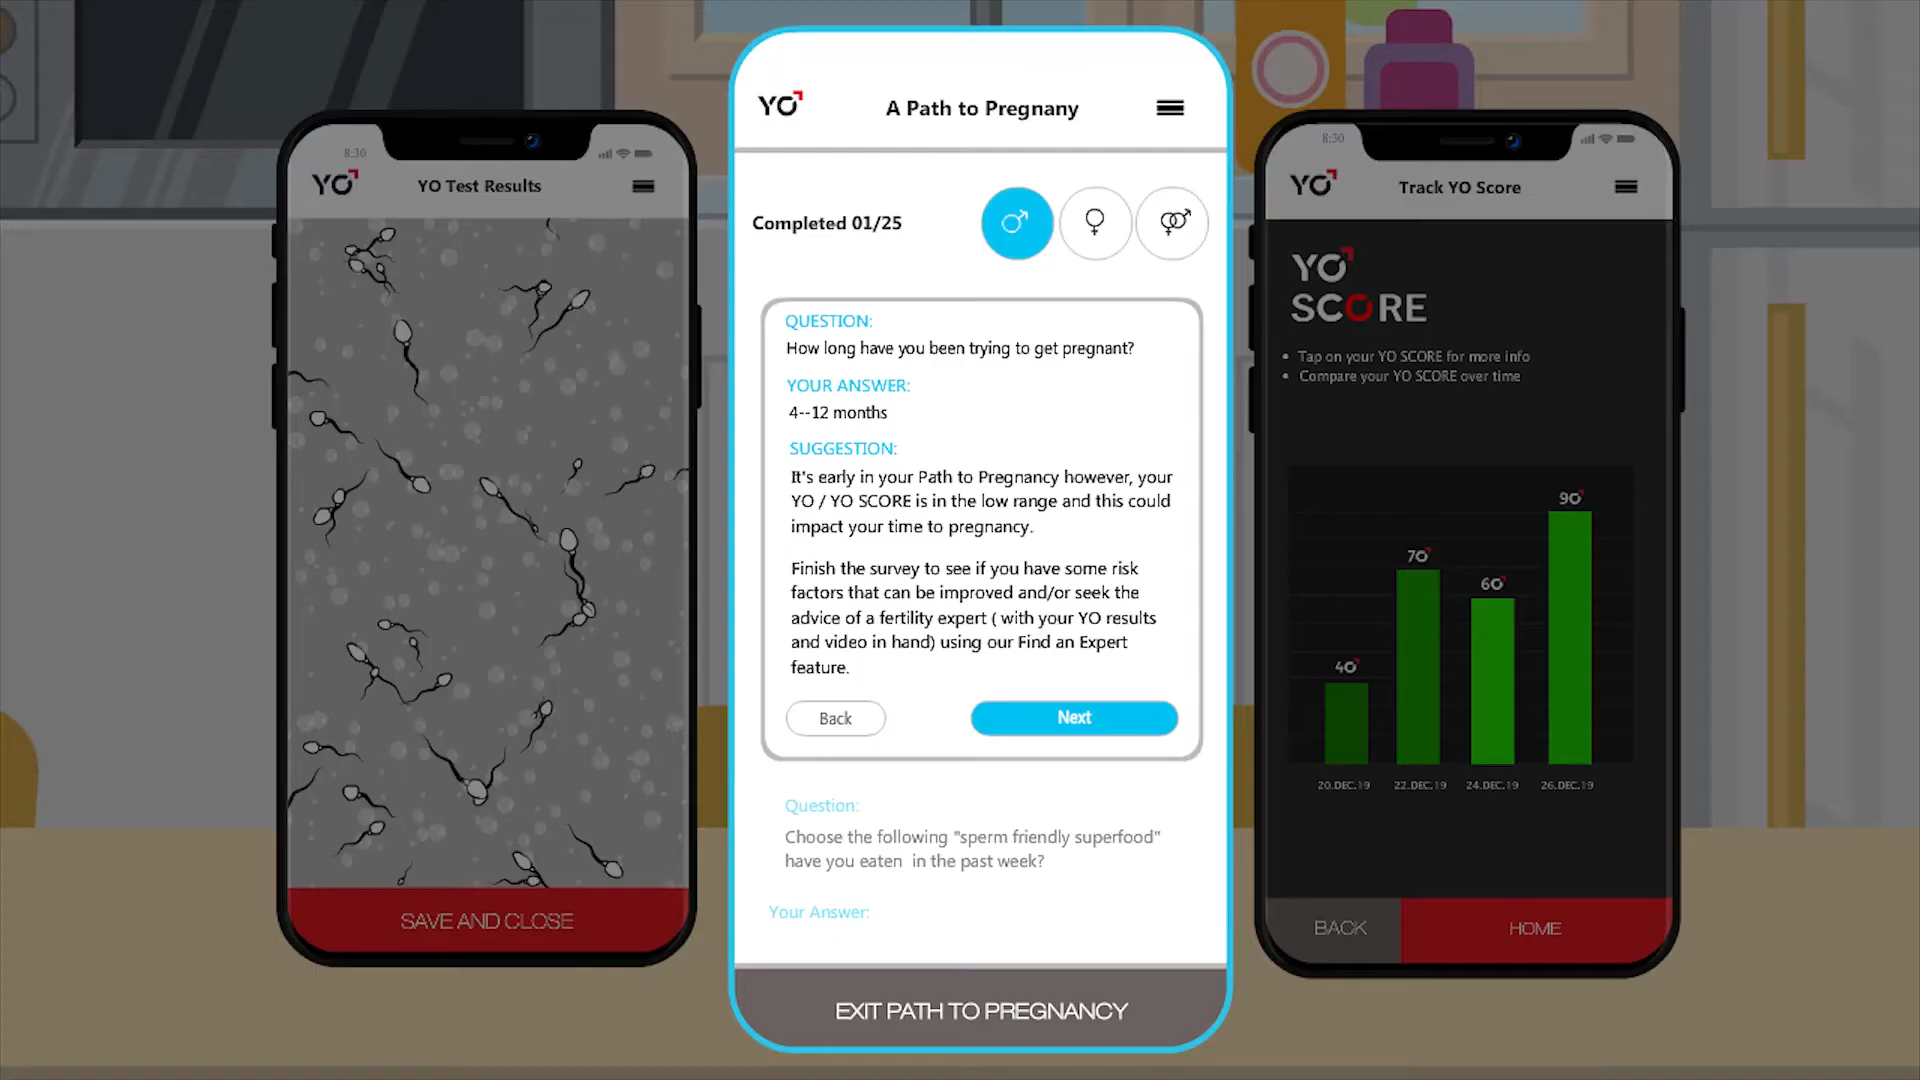 8:30
YO
YO Test Results
SAVE AND CLOSE
YO
A Path to Pregnany
Completed 01/25
QUESTION:
How long have you been trying to get pregnant?
YOUR ANSWER:
4--12 months
SUGGESTION:
It's early in your Path to Pregnancy however, your
YO / YO SCORE is in the low range and this could
impact your time to pregnancy.
Finish the survey to see if you have some risk
factors that can be improved and/or seek the
advice of a fertility expert ( with your YO results
and video in hand) using our Find an Expert
feature.
Back
Next
Question:
Choose the following "sperm friendly superfood"
have you eaten  in the past week?
Your Answer:
EXIT PATH TO PREGNANCY
8:30
YO
Track YO Score
YO
SCORE
• Tap on your YO SCORE for more info
• Compare your YO SCORE over time
40
70
60
90
20.DEC.19
22.DEC.19
24.DEC.19
26.DEC.19
BACK
HOME